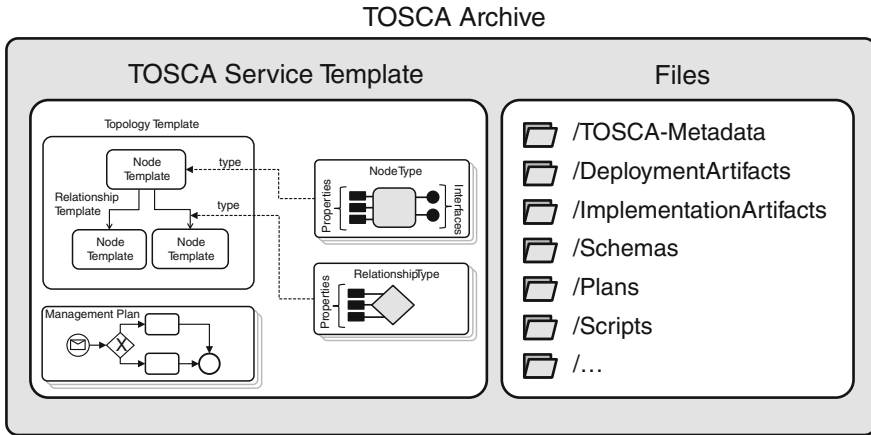 TOSCA Archive
TOSCA Service Template
Topology Template
Node
Template
type
Relationship
Template
type
Node
Template
Node
Template
NodeType
Properties
Interfaces
RelationshipType
Properties
Management Plan
X
Files
/TOSCA-Metadata
/DeploymentArtifacts
/ImplementationArtifacts
/Schemas
/Plans
/Scripts
/...